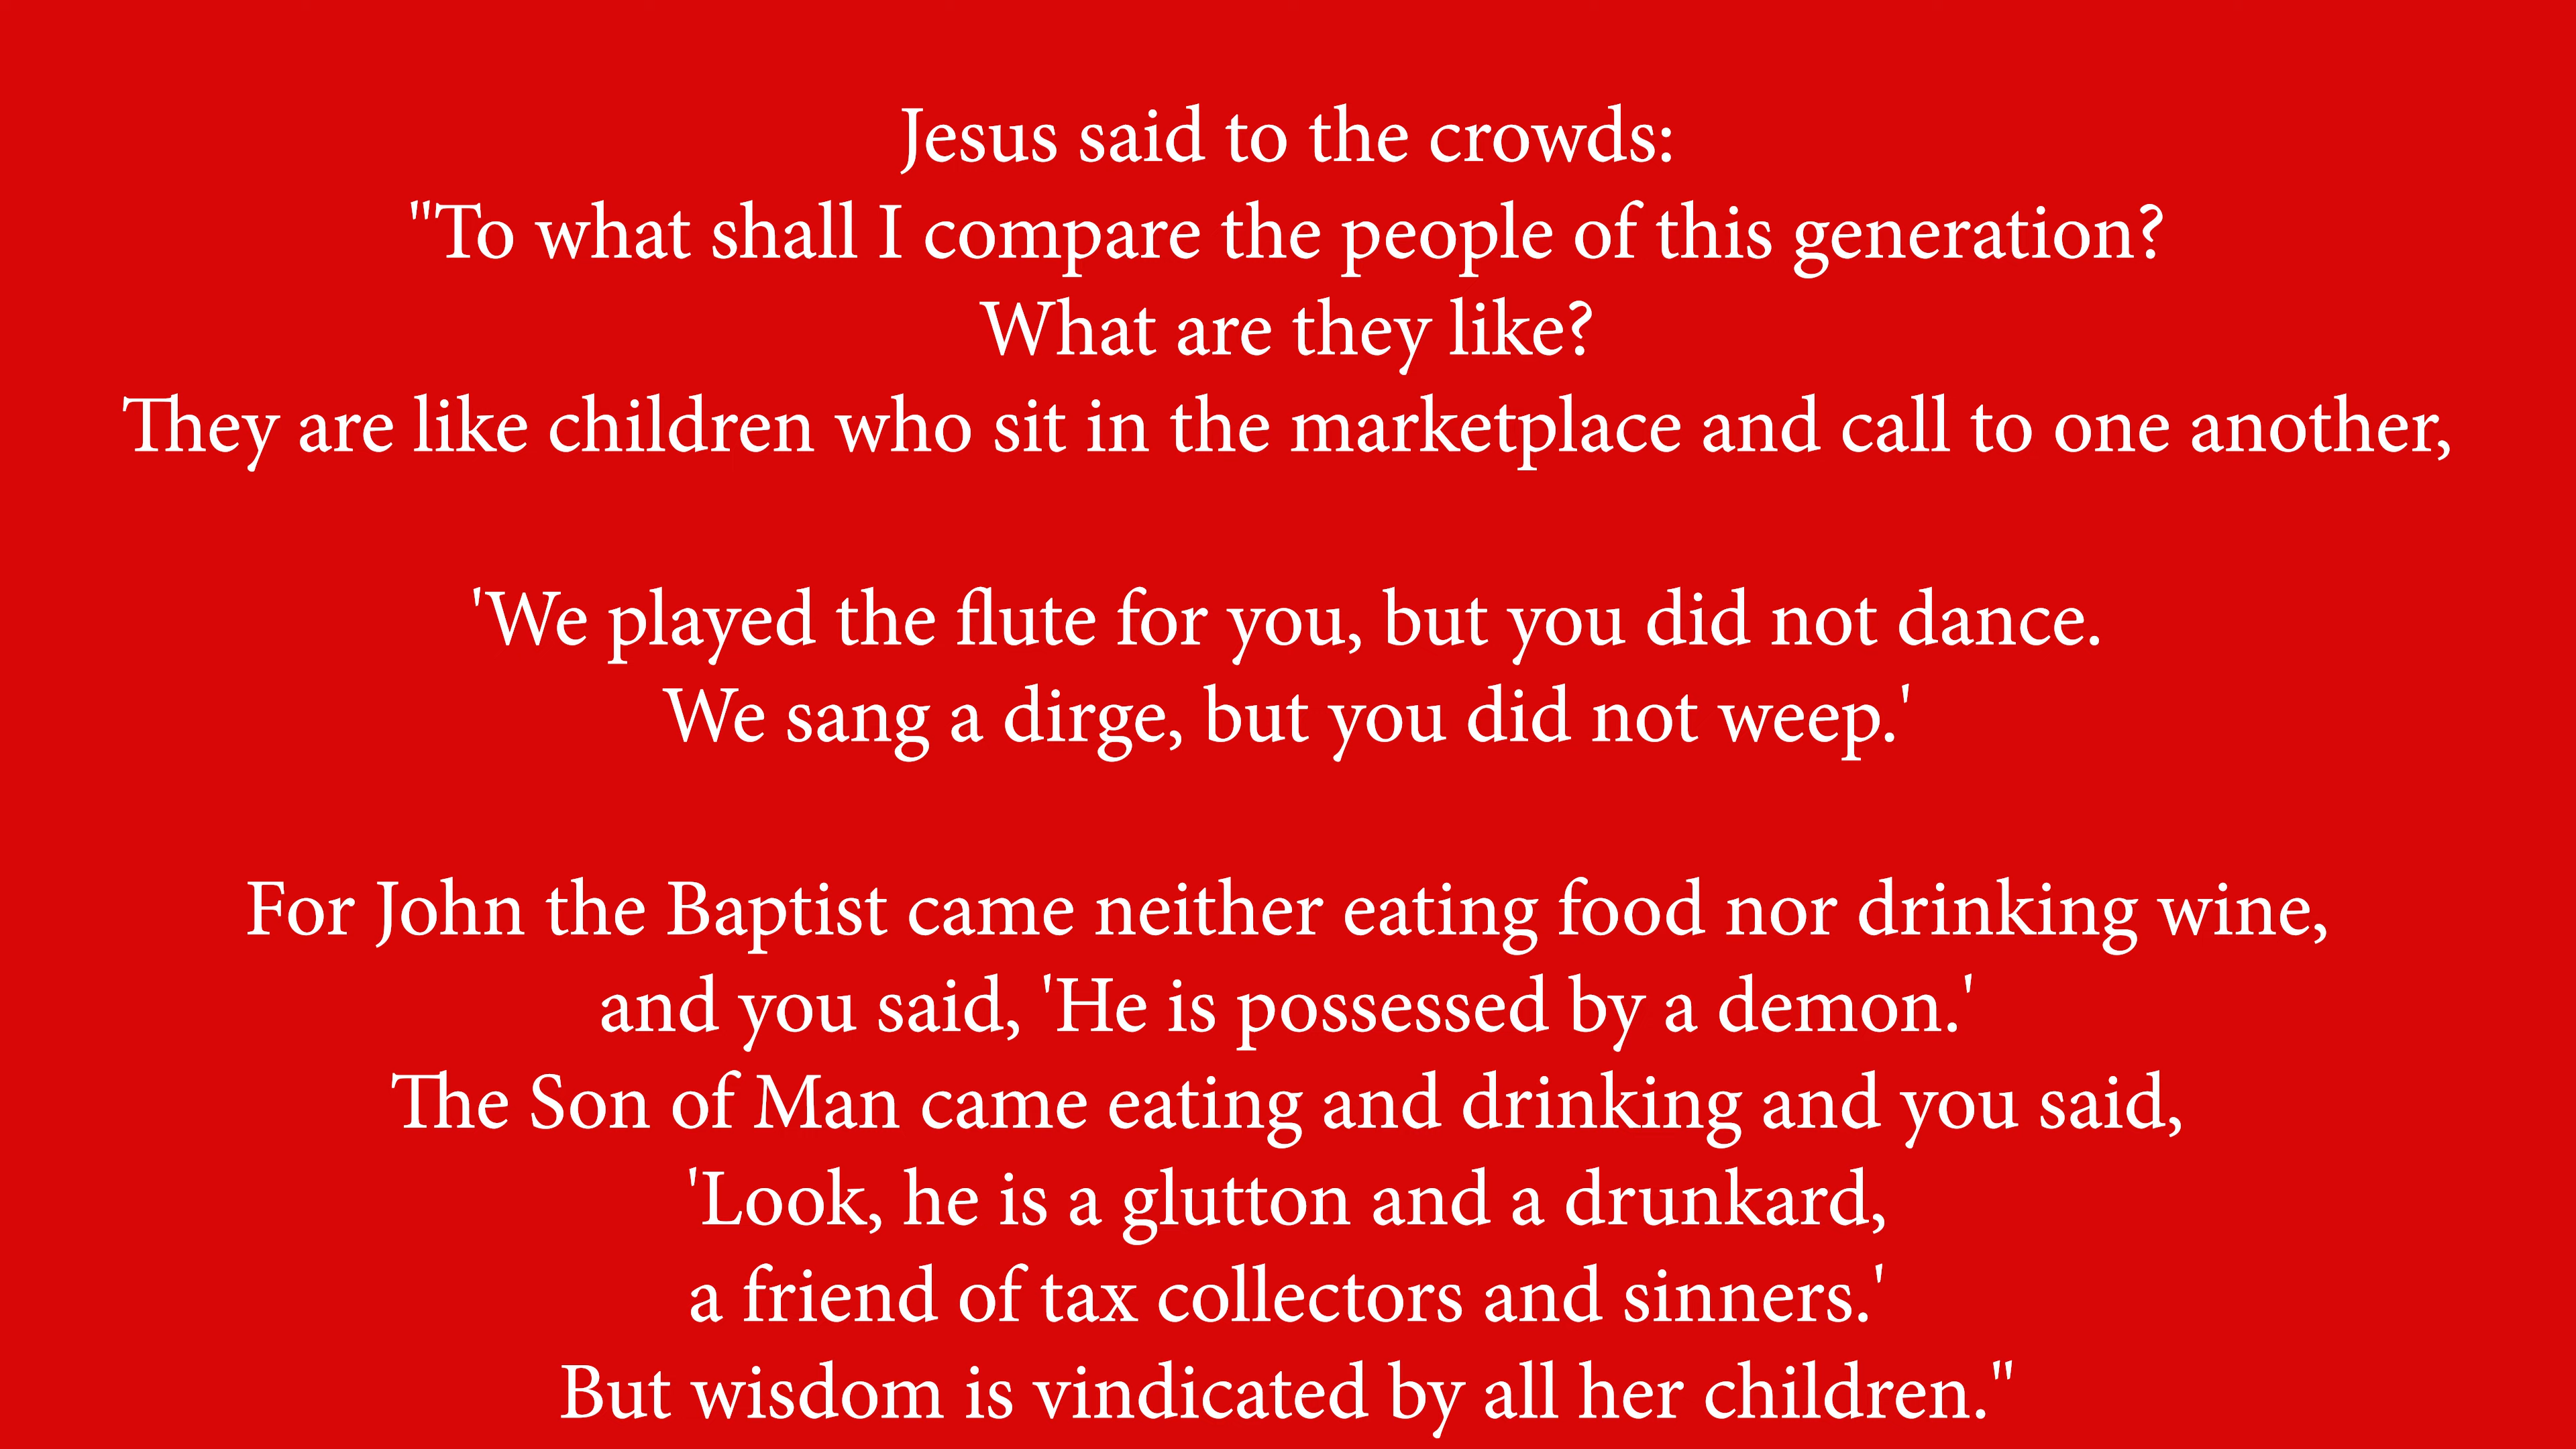 Jesus said to the crowds:
"To what shall I compare the people of this generation?
What are they like?
They are like children who sit in the marketplace and call to one another,
'We played the flute for you, but you did not dance.
We sang a dirge, but you did not weep.'
For John the Baptist came neither eating food nor drinking wine,
and you said, 'He is possessed by a demon.'
The Son of Man came eating and drinking and you said,
'Look, he is a glutton and a drunkard,
a friend of tax collectors and sinners.'
But wisdom is vindicated by all her children."